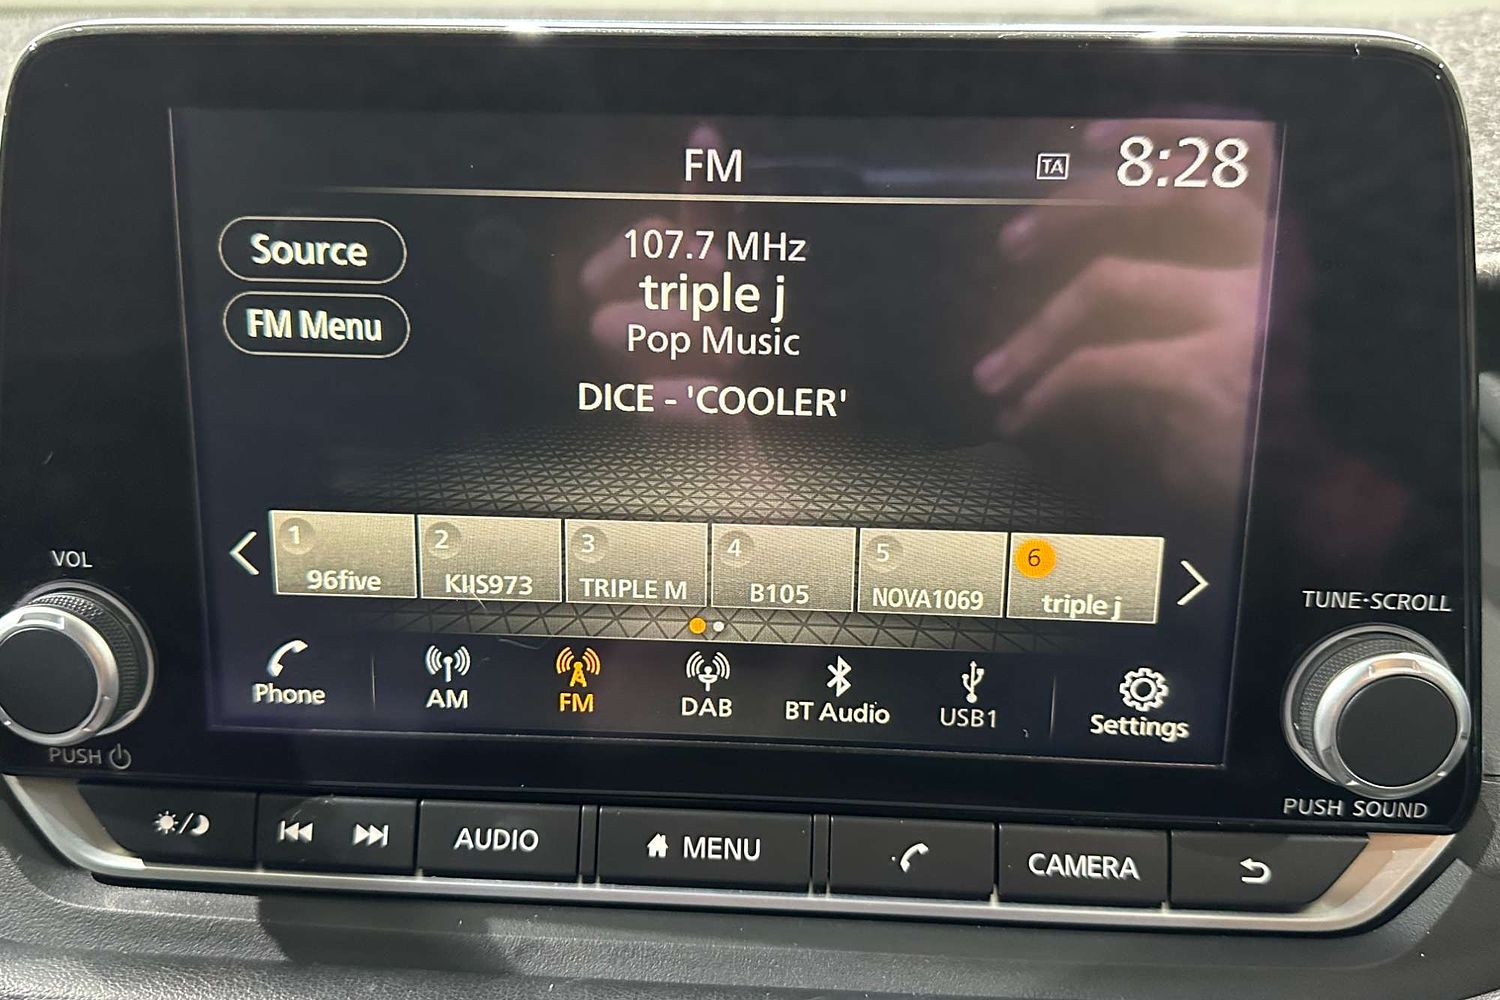 FM
TA
8:28
Source
FM Menu
107.7 MHz
triple j
Pop Music
DICE - 'COOLER'
1
96five
2
KIIS973
3
TRIPLE M
4
B105
5
NOVA1069
6
triple j
Phone
AM
FM
DAB
BT Audio
USB1
Settings
VOL
PUSH
TUNE·SCROLL
PUSH SOUND
AUDIO
MENU
CAMERA